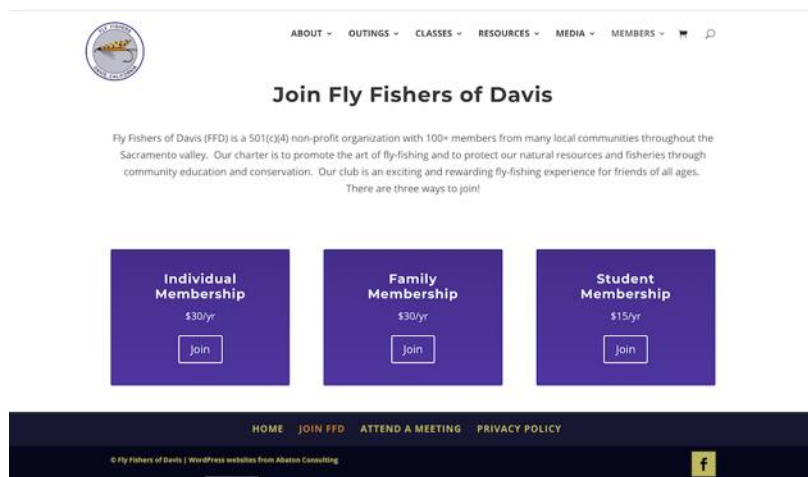 FLY FISHERS
DAVIS, CALIFORNIA
ABOUT OUTINGS CLASSES RESOURCES MEDIA MEMBERS
Join Fly Fishers of Davis
Fly Fishers of Davis (FFD) is a 501(c)(4) non-profit organization with 100+ members from many local communities throughout the
Sacramento valley. Our charter is to promote the art of fly-fishing and to protect our natural resources and fisheries through
community education and conservation. Our club is an exciting and rewarding fly-fishing experience for friends of all ages.
There are three ways to join!
Individual
Membership
$30/yr
Join
Family
Membership
$30/yr
Join
Student
Membership
$15/yr
Join
HOME JOIN FFD ATTEND A MEETING PRIVACY POLICY
© Fly Fishers of Davis | WordPress websites from Abaton Consulting